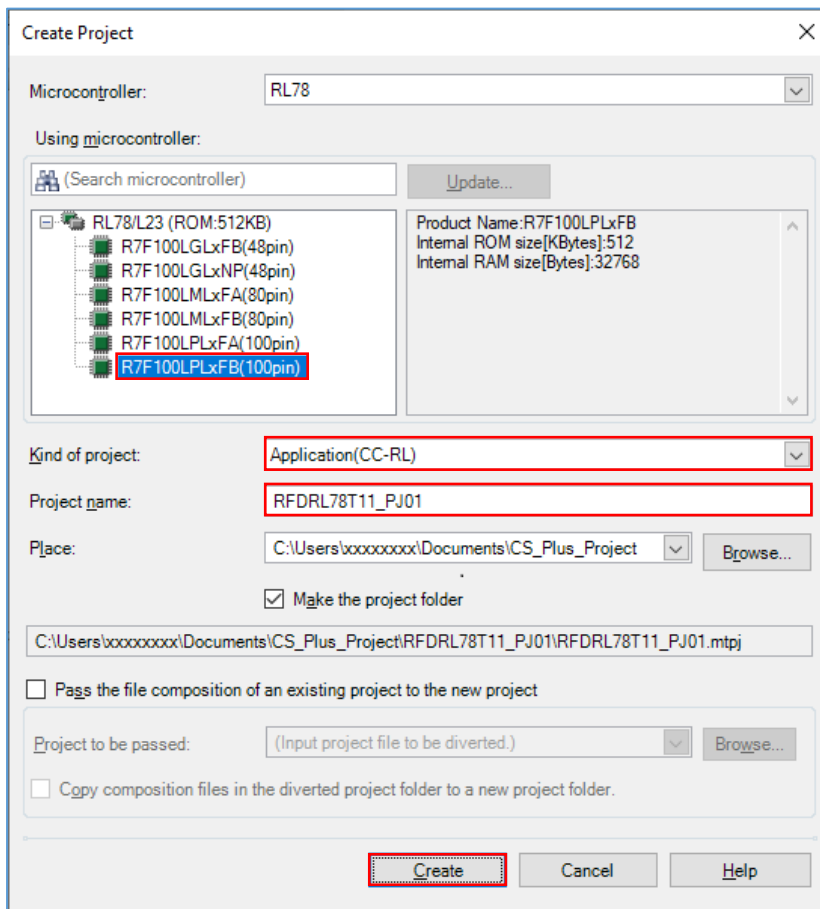 Create Project
Microcontroller: RL78
Using microcontroller:
(Search microcontroller) Update...
RL78/L23 (ROM:512KB)
R7F100LGLxFB(48pin)
R7F100LGLxNP(48pin)
R7F100LMLxFA(80pin)
R7F100LMLxFB(80pin)
R7F100LPLxFA(100pin)
R7F100LPLxFB(100pin)
Product Name:R7F100LPLxFB
Internal ROM size[KBytes]:512
Internal RAM size[Bytes]:32768
Kind of project: Application(CC-RL)
Project name: RFDRL78T11_PJ01
Place: C:\Users\xxxxxxxx\Documents\CS_Plus_Project Browse...
Make the project folder
C:\Users\xxxxxxxx\Documents\CS_Plus_Project\RFDRL78T11_PJ01\RFDRL78T11_PJ01.mtpj
Pass the file composition of an existing project to the new project
Project to be passed: (Input project file to be diverted.) Browse...
Copy composition files in the diverted project folder to a new project folder.
Create Cancel Help